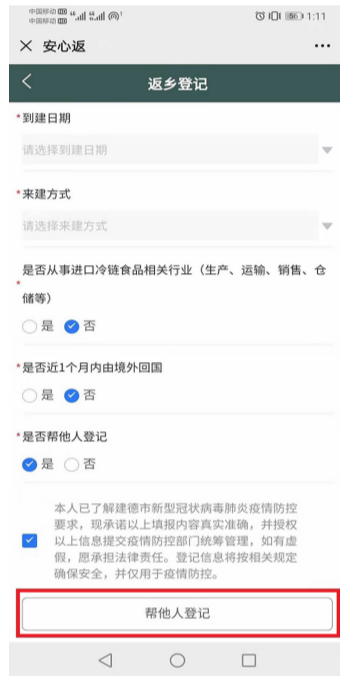 中国移动 HD 46.ııll 46.ııll
中国移动 HD
86 1:11
安心返
返乡登记
*到建日期
请选择到建日期
*来建方式
请选择来建方式
是否从事进口冷链食品相关行业（生产、运输、销售、仓
*
储等）
是 否
*是否近1个月内由境外回国
是 否
*是否帮他人登记
是 否
本人已了解建德市新型冠状病毒肺炎疫情防控
要求，现承诺以上填报内容真实准确，并授权
以上信息提交疫情防控部门统筹管理，如有虚
假，愿承担法律责任。登记信息将按相关规定
确保安全，并仅用于疫情防控。
帮他人登记